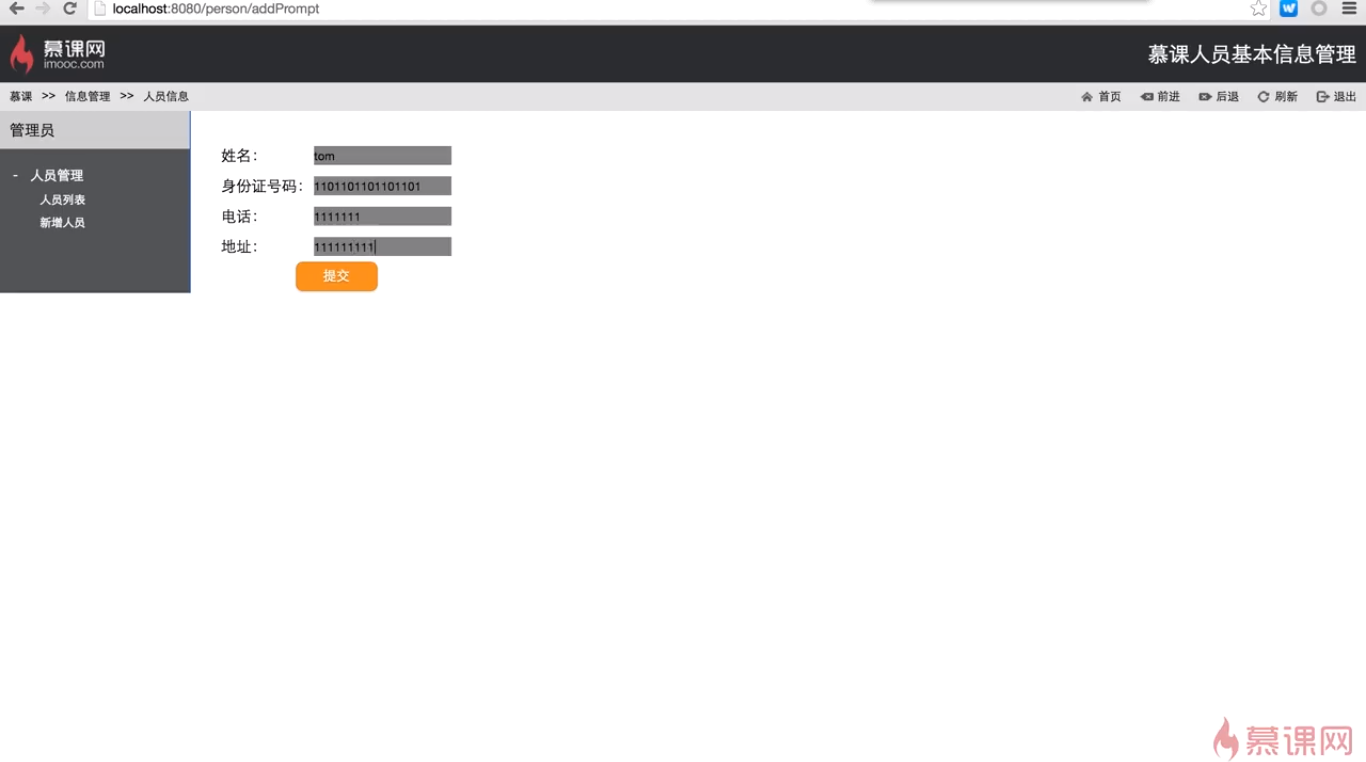 localhost:8080/person/addPrompt
慕课网
imooc.com
慕课人员基本信息管理
慕课 >> 信息管理 >> 人员信息
首页 前进 后退 刷新 退出
管理员
- 人员管理
人员列表
新增人员
姓名： tom
身份证号码： 1101101101101101
电话： 1111111
地址： 111111111
提交
慕课网